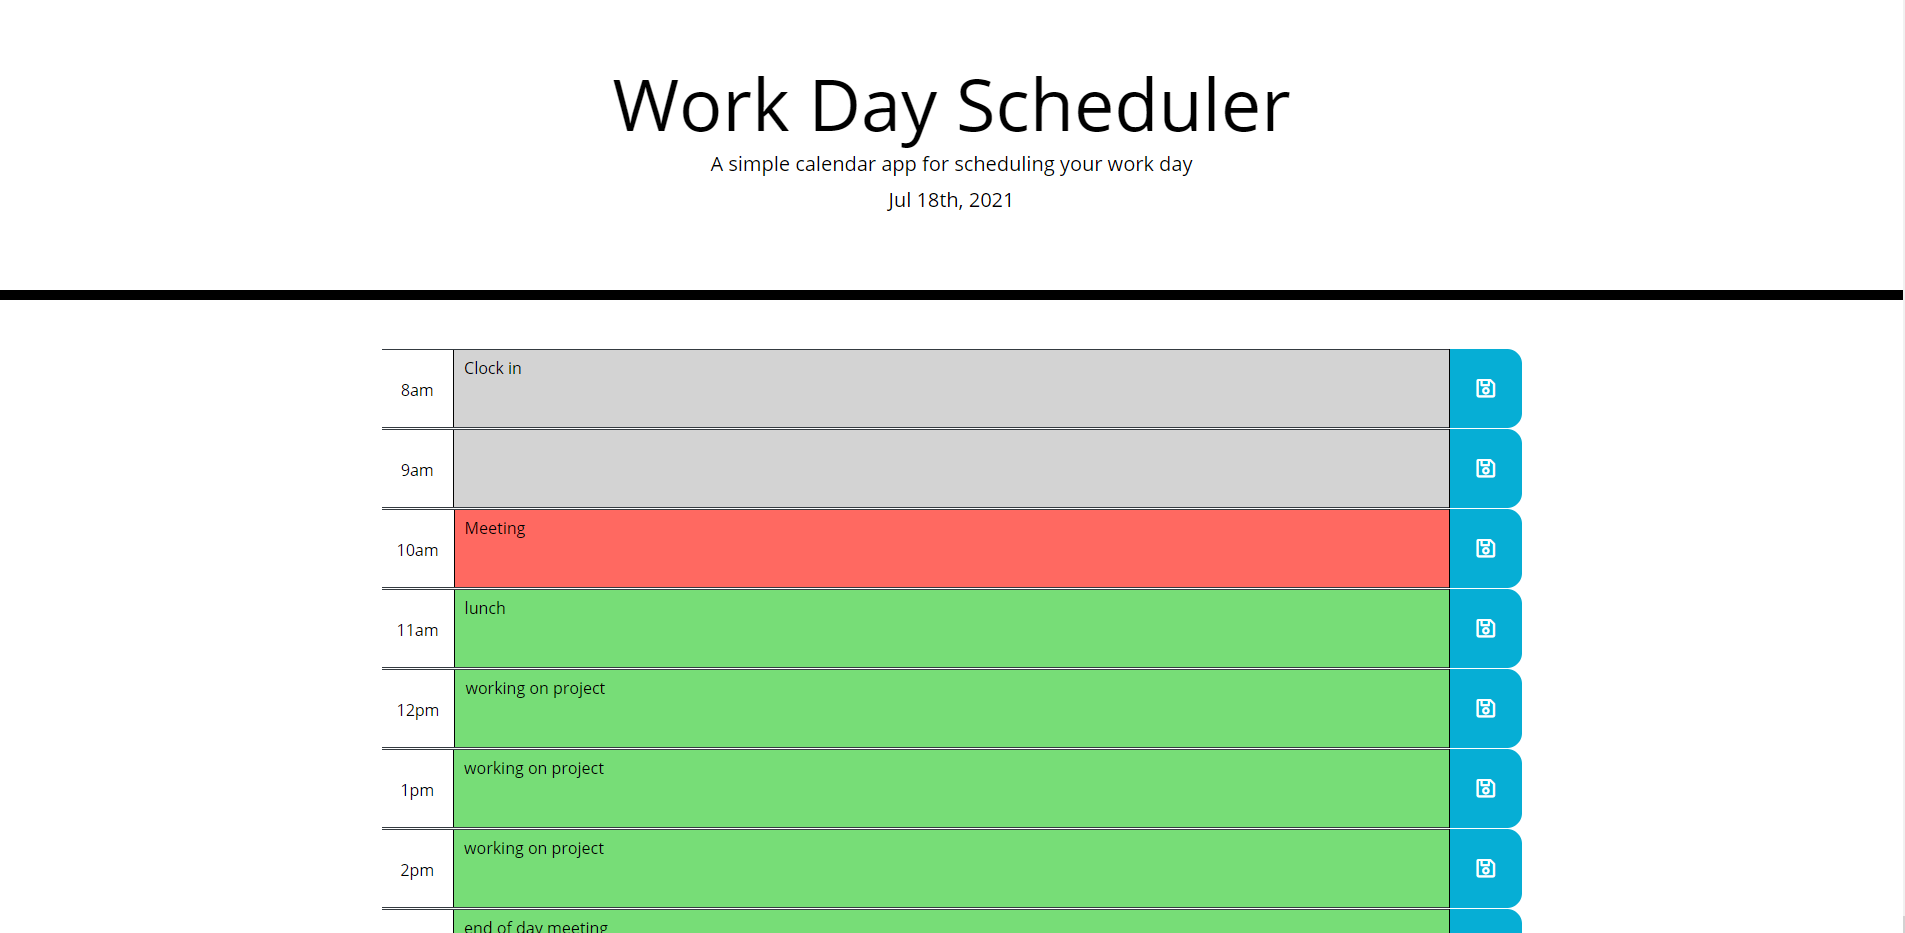 Work Day Scheduler
A simple calendar app for scheduling your work day
Jul 18th, 2021
8am
Clock in
9am
10am
Meeting
11am
lunch
12pm
working on project
1pm
working on project
2pm
working on project
end of day meeting